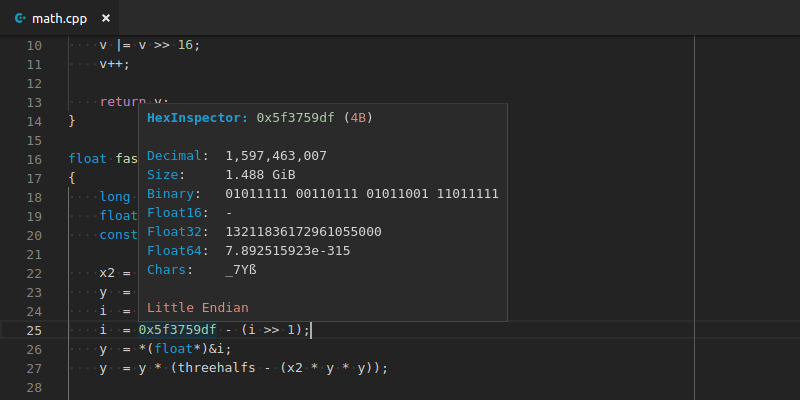 math.cpp ×
10 ····v |= v >> 16;
11 ····v++;
12
13 ····return v;
14 }
15
16 float fas
17 {
18 ····long
19 ····float
20 ····const
21
22 ····x2 =
23 ····y =
24 ····i =
25 ····i = 0x5f3759df - (i >> 1);
26 ····y = *(float*)&i;
27 ····y = y * (threehalfs - (x2 * y * y));
28
HexInspector: 0x5f3759df (4B)
Decimal: 1,597,463,007
Size: 1.488 GiB
Binary: 01011111 00110111 01011001 11011111
Float16: -
Float32: 13211836172961055000
Float64: 7.892515923e-315
Chars: _7Yß
Little Endian